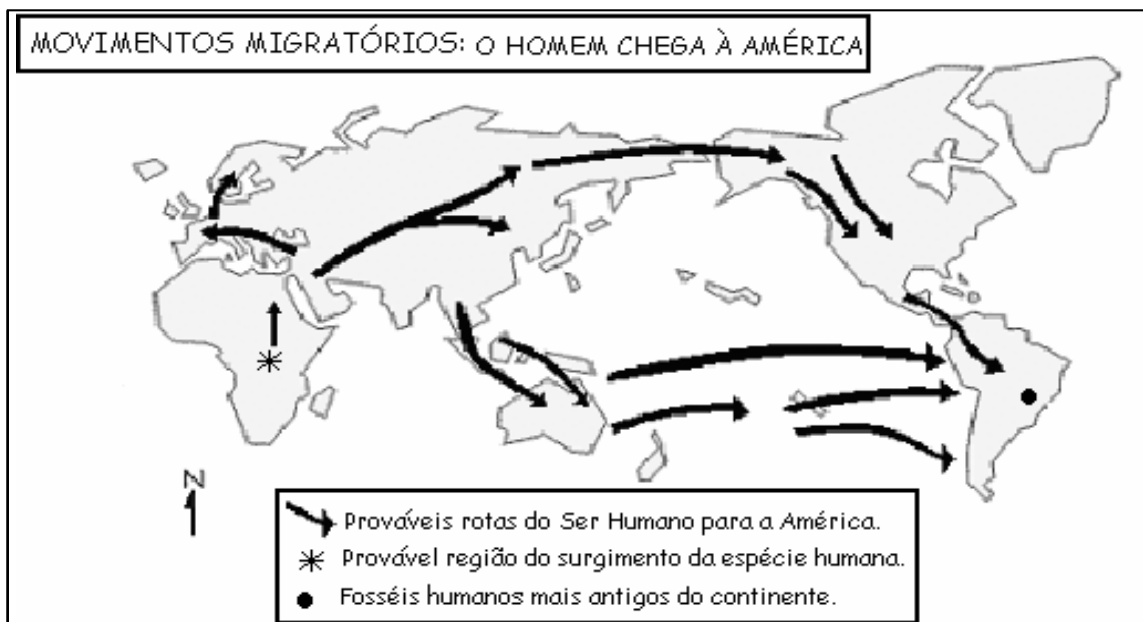 MOVIMENTOS MIGRATÓRIOS: O HOMEM CHEGA À AMÉRICA
N
Prováveis rotas do Ser Humano para a América.
Provável região do surgimento da espécie humana.
Fosséis humanos mais antigos do continente.